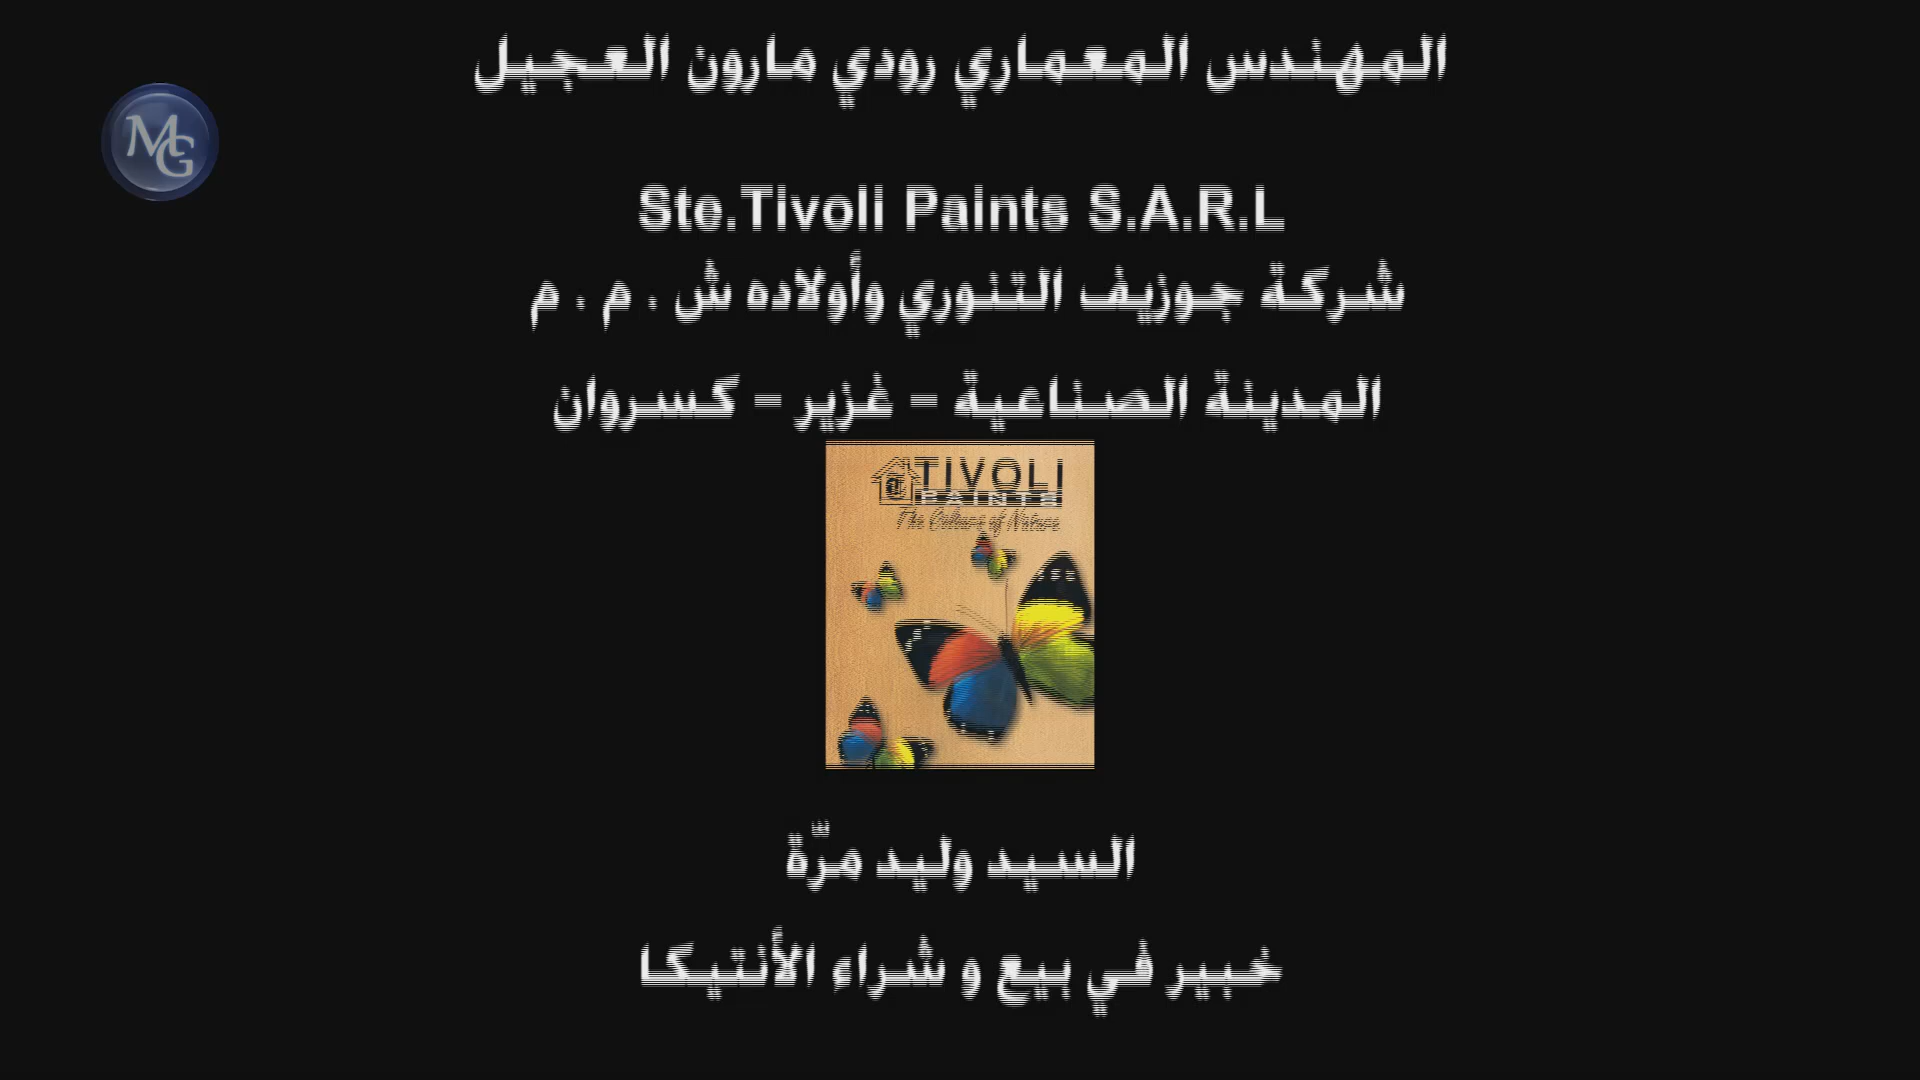 المهندس المعماري رودي مارون العجيل
MG
Ste.Tivoli Paints S.A.R.L
شركة جوزيف التنوري وأولاده ش . م . م
المدينة الصناعية – غزير – كسروان
@TIVOLI
PAINTS
The Colours of Nature
السيد وليد مرّة
خبير في بيع و شراء الأنتيكا